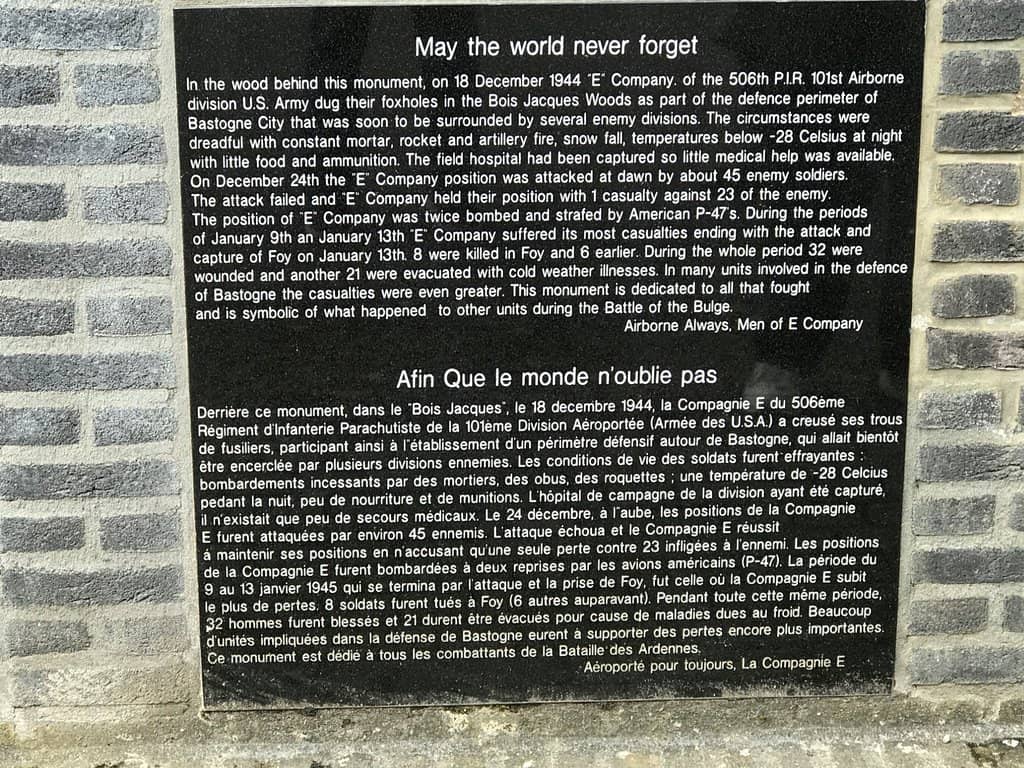 May the world never forget
In the wood behind this monument, on 18 December 1944 "E" Company. of the 506th P.I.R. 101st Airborne
division U.S. Army dug their foxholes in the Bois Jacques Woods as part of the defence perimeter of
Bastogne City that was soon to be surrounded by several enemy divisions. The circumstances were
dreadful with constant mortar, rocket and artillery fire, snow fall, temperatures below -28 Celsius at night
with little food and ammunition. The field hospital had been captured so little medical help was available.
On December 24th the "E" Company position was attacked at dawn by about 45 enemy soldiers.
The attack failed and "E" Company held their position with 1 casualty against 23 of the enemy.
The position of "E" Company was twice bombed and strafed by American P-47's. During the periods
of January 9th an January 13th "E" Company suffered its most casualties ending with the attack and
capture of Foy on January 13th. 8 were killed in Foy and 6 earlier. During the whole period 32 were
wounded and another 21 were evacuated with cold weather illnesses. In many units involved in the defence
of Bastogne the casualties were even greater. This monument is dedicated to all that fought
and is symbolic of what happened to other units during the Battle of the Bulge.
Airborne Always, Men of E Company
Afin Que le monde n'oublie pas
Derrière ce monument, dans le "Bois Jacques", le 18 decembre 1944, la Compagnie E du 506ème
Régiment d'Infanterie Parachutiste de la 101ème Division Aéroportée (Armée des U.S.A.) a creusé ses trous
de fusiliers, participant ainsi à l'établissement d'un périmètre défensif autour de Bastogne, qui allait bientôt
être encerclée par plusieurs divisions ennemies. Les conditions de vie des soldats furent effrayantes :
bombardements incessants par des mortiers, des obus, des roquettes ; une température de -28 Celcius
pedant la nuit, peu de nourriture et de munitions. L'hôpital de campagne de la division ayant été capturé,
il n'existait que peu de secours médicaux. Le 24 décembre, à l'aube, les positions de la Compagnie
E furent attaquées par environ 45 ennemis. L'attaque échoua et le Compagnie E réussit
á maintenir ses positions en n'accusant qu'une seule perte contre 23 infligées à l'ennemi. Les positions
de la Compagnie E furent bombardées à deux reprises par les avions américains (P-47). La période du
9 au 13 janvier 1945 qui se termina par l'attaque et la prise de Foy, fut celle où la Compagnie E subit
le plus de pertes. 8 soldats furent tués à Foy (6 autres auparavant). Pendant toute cette même période,
32 hommes furent blessés et 21 durent être évacués pour cause de maladies dues au froid. Beaucoup
d'unités impliquées dans la défense de Bastogne eurent à supporter des pertes encore plus importantes.
Ce monument est dédié à tous les combattants de la Bataille des Ardennes.
Aéroporté pour toujours, La Compagnie E